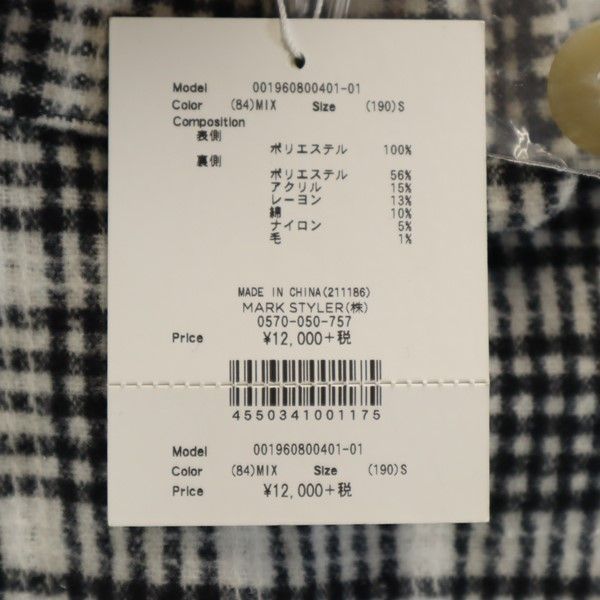 Model 001960800401-01
Color (84)MIX Size (190)S
Composition
表側
ポリエステル 100%
裏側
ポリエステル 56%
アクリル 15%
レーヨン 13%
綿 10%
ナイロン 5%
毛 1%
MADE IN CHINA(211186)
MARK STYLER(株)
0570-050-757
Price ¥12,000+税
4550341001175
Model 001960800401-01
Color (84)MIX Size (190)S
Price ¥12,000+税